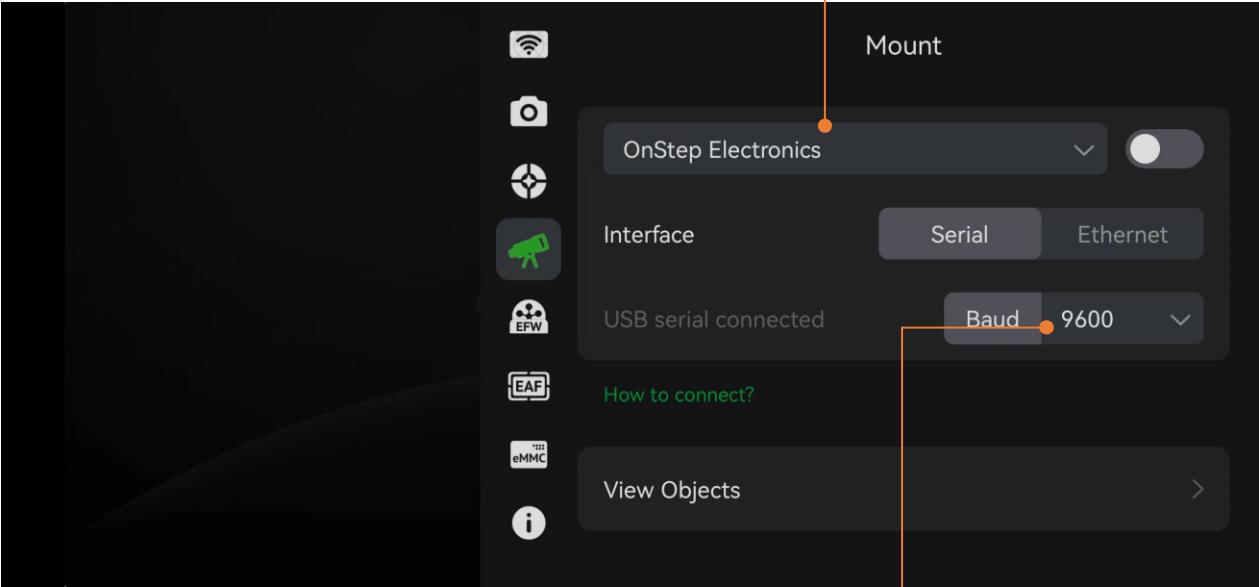 Mount
OnStep Electronics
Interface Serial Ethernet
EFW
USB serial connected Baud 9600
EAF
How to connect?
eMMC
View Objects
i